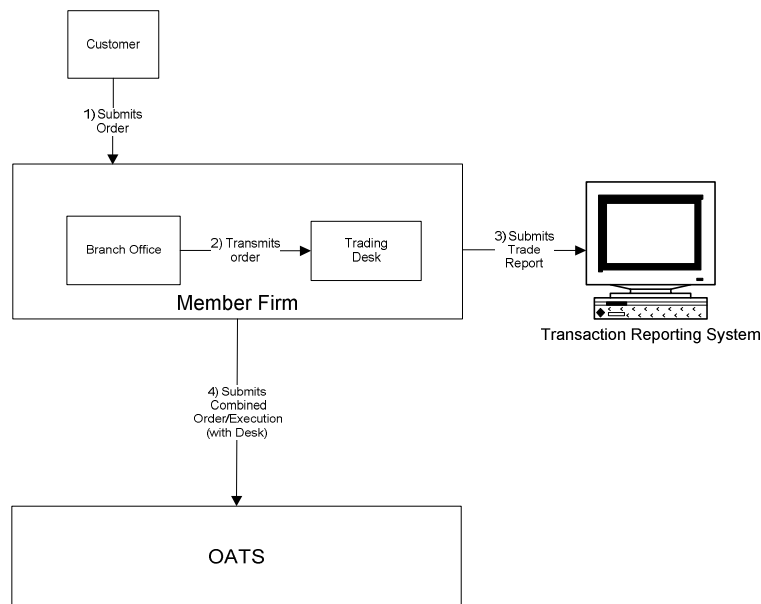 Customer
1) Submits
Order
Branch Office
2) Transmits
order
Trading
Desk
Member Firm
3) Submits
Trade
Report
Transaction Reporting System
4) Submits
Combined
Order/Execution
(with Desk)
OATS